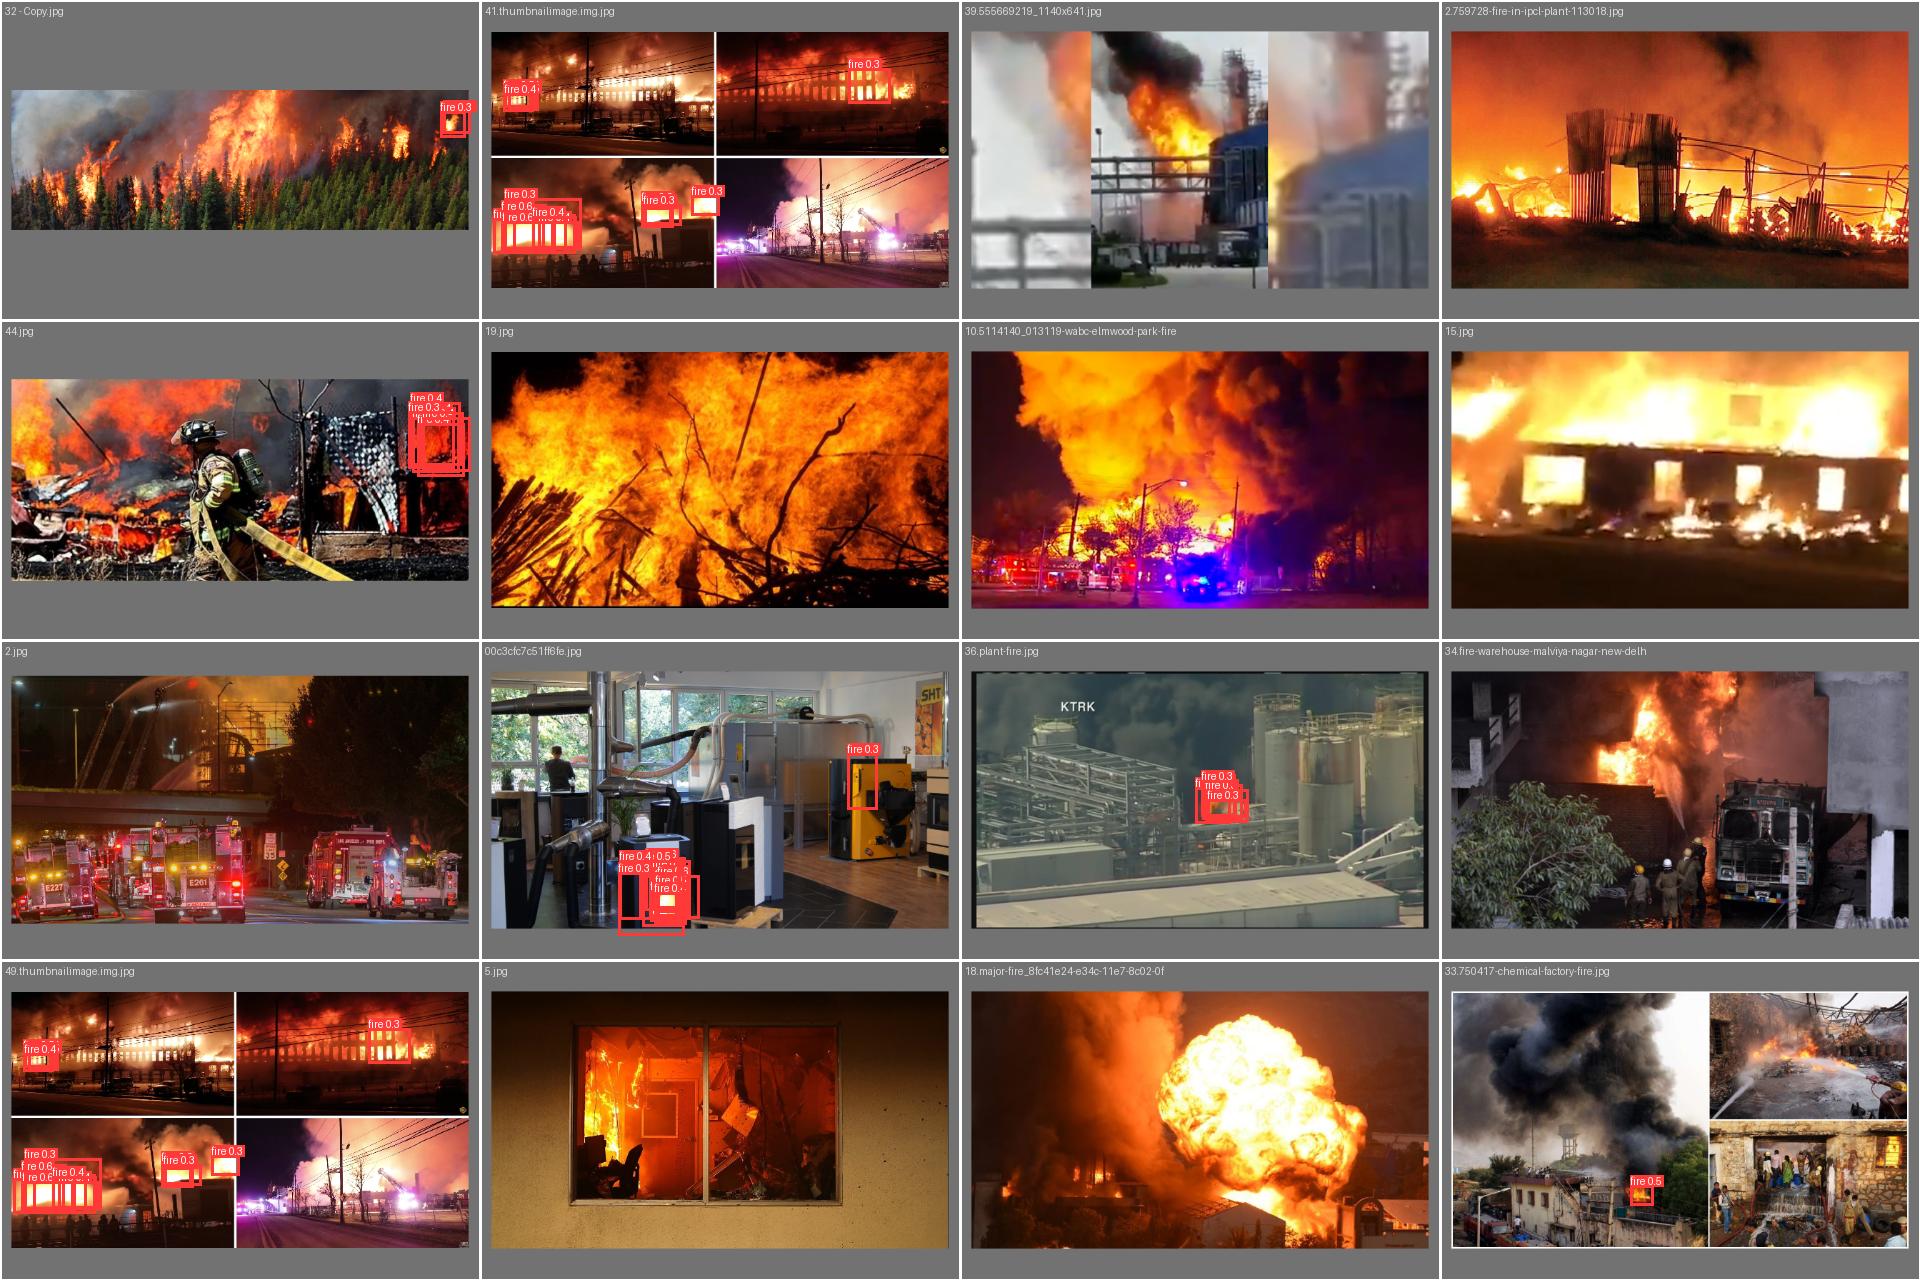 32 - Copy.jpg
41.thumbnailimage.img.jpg
39.555669219_1140x641.jpg
2.759728-fire-in-ipcl-plant-113018.jpg
fire 0.3
fire 0.4
fire 0.3
fire 0.3
fire 0.3
fire 0.3
fire 0.4
44.jpg
19.jpg
10.5114140_013119-wabc-elmwood-park-fire
15.jpg
fire 0.4
fire 0.3
2.jpg
00c3cfc7c51ff6fe.jpg
36.plant-fire.jpg
34.fire-warehouse-malviya-nagar-new-delh
SHT
KTRK
fire 0.3
fire 0.3
fire 0.3
fire 0.4
fire 0.3
E227
E261
49.thumbnailimage.img.jpg
5.jpg
18.major-fire_8fc41e24-e34c-11e7-8c02-0f
33.750417-chemical-factory-fire.jpg
fire 0.3
fire 0.4
fire 0.3
fire 0.3
fire 0.3
fire 0.4
fire 0.5